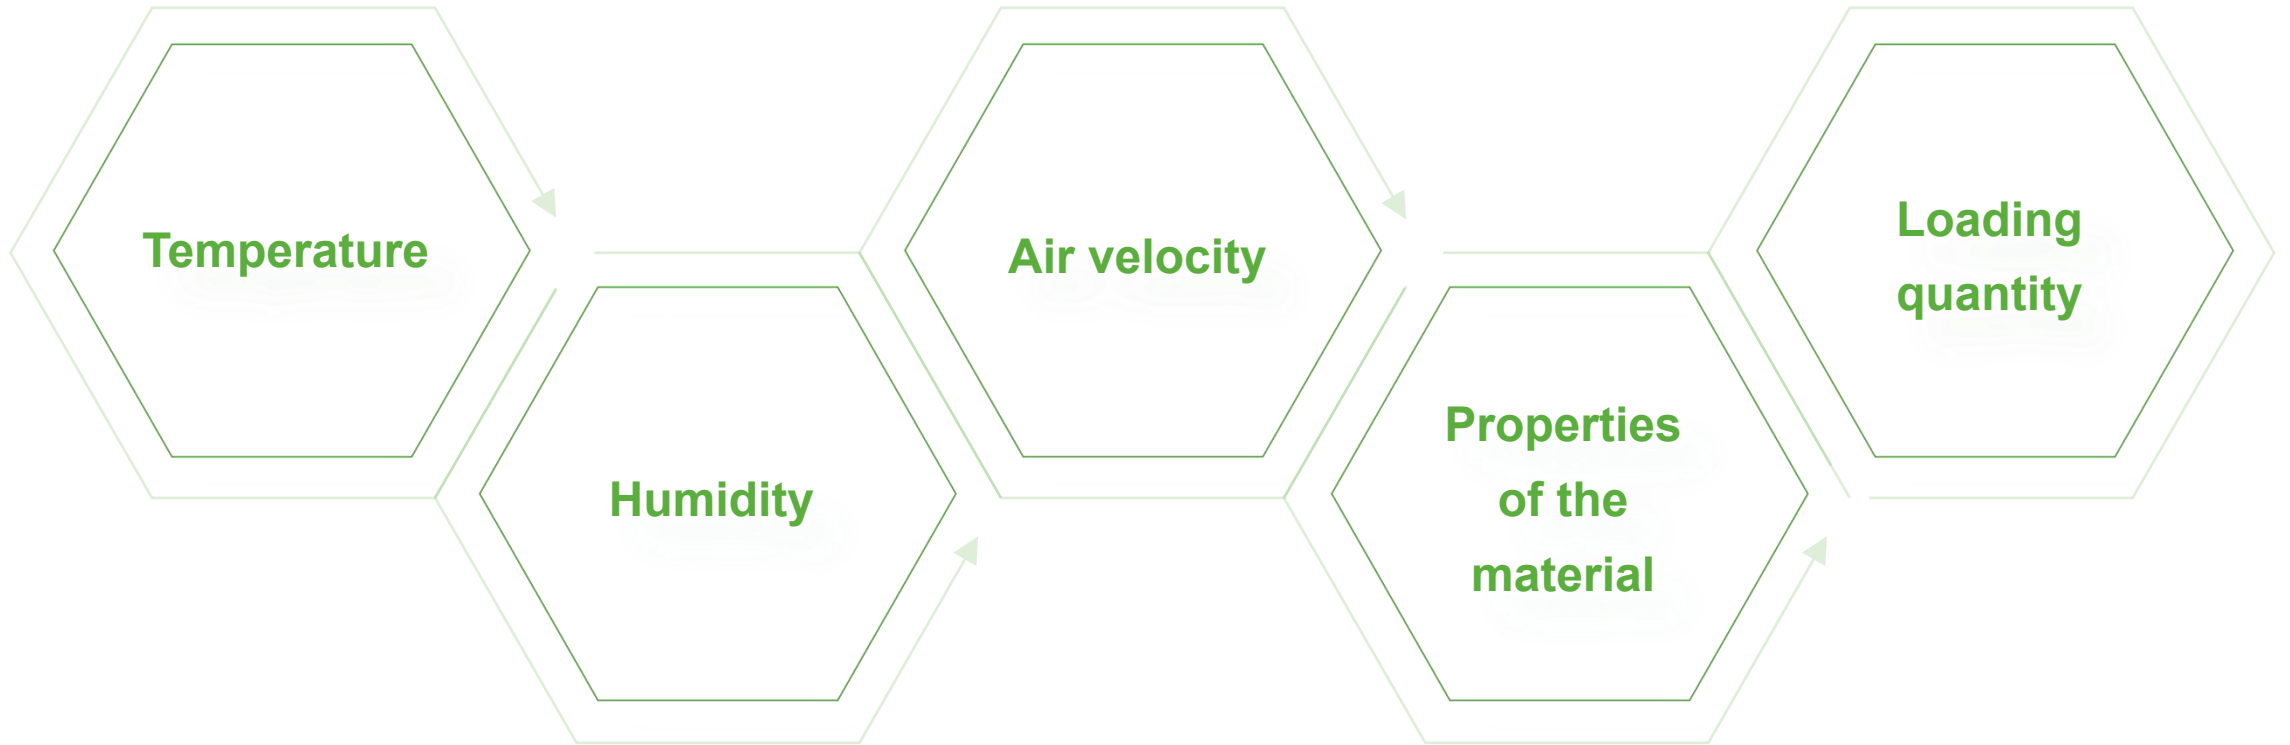 Temperature
Humidity
Air velocity
Properties
of the
material
Loading
quantity